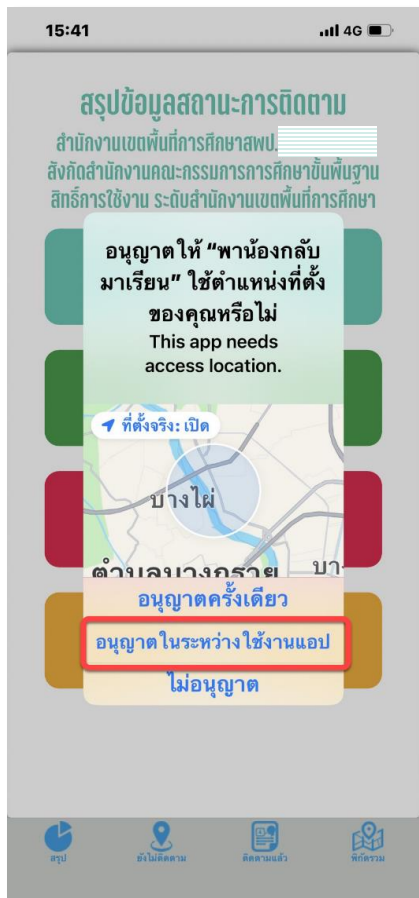 15:41
4G
สรุปข้อมูลสถานะการติดตาม
สำนักงานเขตพื้นที่การศึกษาสพป.
สังกัดสำนักงานคณะกรรมการการศึกษาขั้นพื้นฐาน
สิทธิ์การใช้งาน ระดับสำนักงานเขตพื้นที่การศึกษา
อนุญาตให้ “พาน้องกลับ
มาเรียน” ใช้ตำแหน่งที่ตั้ง
ของคุณหรือไม่
This app needs
access location.
ที่ตั้งจริง: เปิด
บางไผ่
ตำบลบางกรวย
บา
อนุญาตครั้งเดียว
อนุญาตในระหว่างใช้งานแอป
ไม่อนุญาต
สรุป
ยังไม่ติดตาม
ติดตามแล้ว
พิกัดรวม